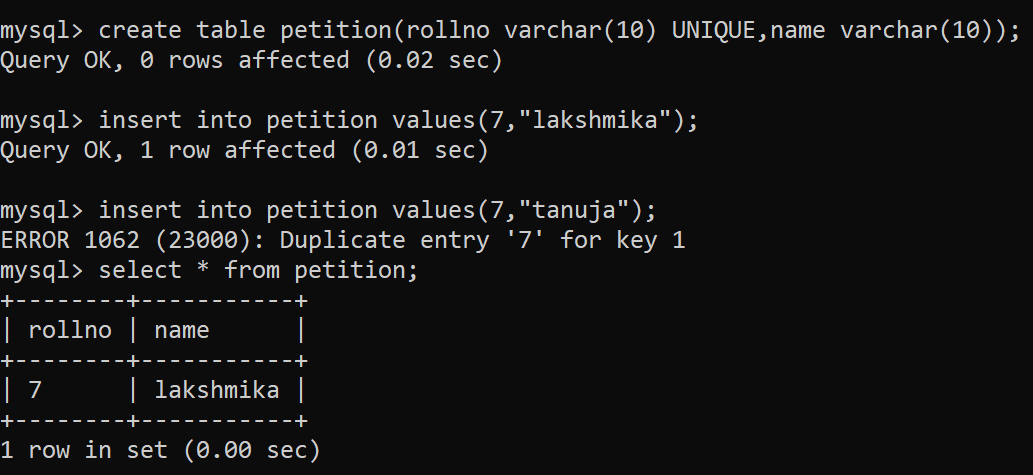 mysql> create table petition(rollno varchar(10) UNIQUE,name varchar(10));
Query OK, 0 rows affected (0.02 sec)
mysql> insert into petition values(7,"lakshmika");
Query OK, 1 row affected (0.01 sec)
mysql> insert into petition values(7,"tanuja");
ERROR 1062 (23000): Duplicate entry '7' for key 1
mysql> select * from petition;
+--------+-----------+
| rollno | name      |
+--------+-----------+
| 7      | lakshmika |
+--------+-----------+
1 row in set (0.00 sec)